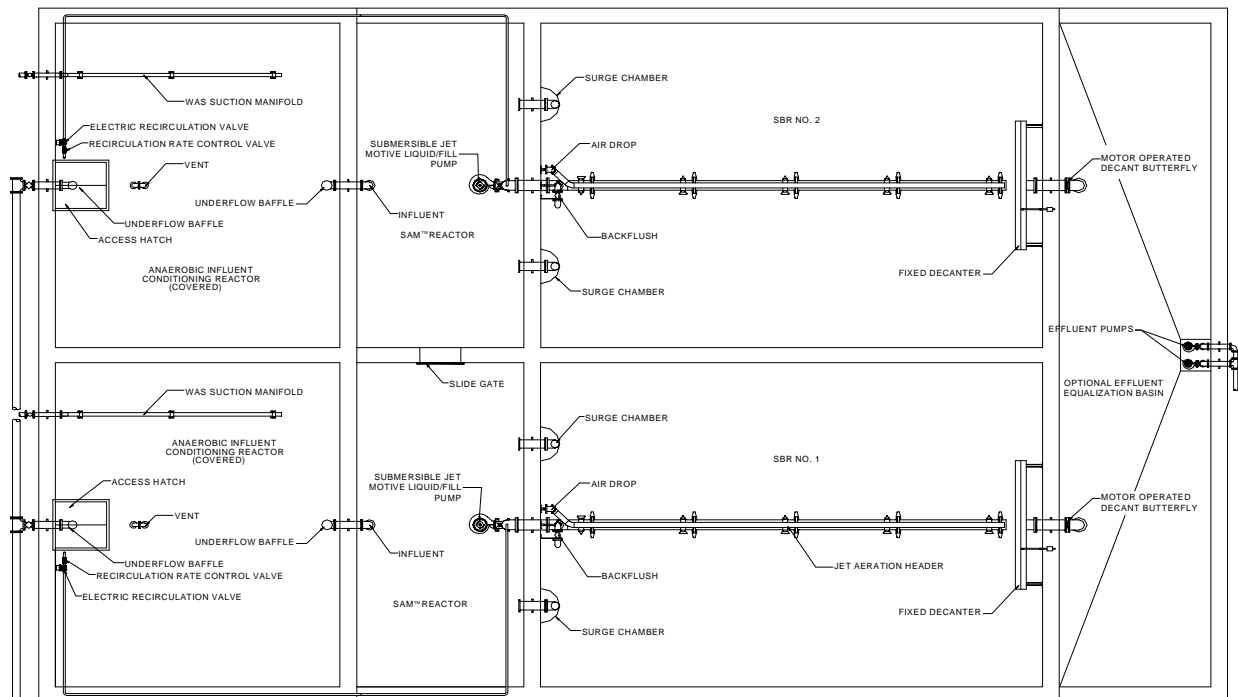 SURGE CHAMBER
WAS SUCTION MANIFOLD
SBR NO. 2
ELECTRIC RECIRCULATION VALVE
RECIRCULATION RATE CONTROL VALVE
SUBMERSIBLE JET
MOTIVE LIQUID/FILL
PUMP
AIR DROP
VENT
MOTOR OPERATED
DECANT BUTTERFLY
UNDERFLOW BAFFLE
UNDERFLOW BAFFLE
INFLUENT
ACCESS HATCH
SAM™REACTOR
BACKFLUSH
ANAEROBIC INFLUENT
CONDITIONING REACTOR
(COVERED)
FIXED DECANTER
SURGE CHAMBER
EFFLUENT PUMPS
SLIDE GATE
OPTIONAL EFFLUENT
EQUALIZATION BASIN
WAS SUCTION MANIFOLD
SURGE CHAMBER
ANAEROBIC INFLUENT
CONDITIONING REACTOR
(COVERED)
SBR NO. 1
ACCESS HATCH
SUBMERSIBLE JET
MOTIVE LIQUID/FILL
PUMP
AIR DROP
MOTOR OPERATED
DECANT BUTTERFLY
VENT
UNDERFLOW BAFFLE
INFLUENT
UNDERFLOW BAFFLE
JET AERATION HEADER
RECIRCULATION RATE CONTROL VALVE
BACKFLUSH
ELECTRIC RECIRCULATION VALVE
SAM™REACTOR
FIXED DECANTER
SURGE CHAMBER